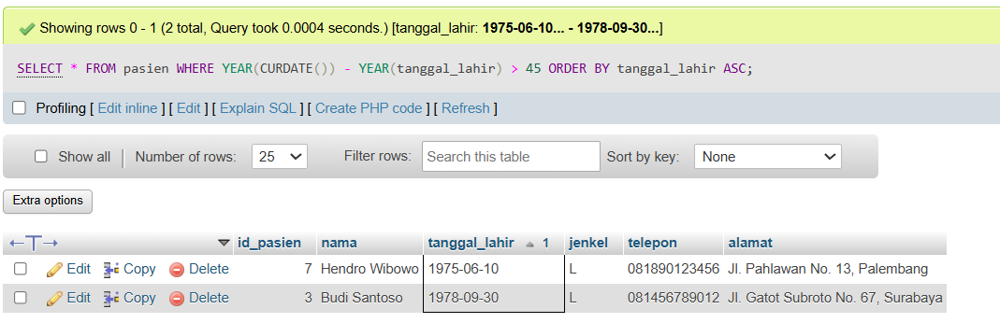 Showing rows 0 - 1 (2 total, Query took 0.0004 seconds.) [tanggal_lahir: 1975-06-10... - 1978-09-30...]
SELECT * FROM pasien WHERE YEAR(CURDATE()) - YEAR(tanggal_lahir) > 45 ORDER BY tanggal_lahir ASC;
Profiling [ Edit inline ] [ Edit ] [ Explain SQL ] [ Create PHP code ] [ Refresh ]
Show all Number of rows: 25 Filter rows: Search this table Sort by key: None
Extra options
id_pasien nama tanggal_lahir 1 jenkel telepon alamat
Edit Copy Delete 7 Hendro Wibowo 1975-06-10 L 081890123456 Jl. Pahlawan No. 13, Palembang
Edit Copy Delete 3 Budi Santoso 1978-09-30 L 081456789012 Jl. Gatot Subroto No. 67, Surabaya